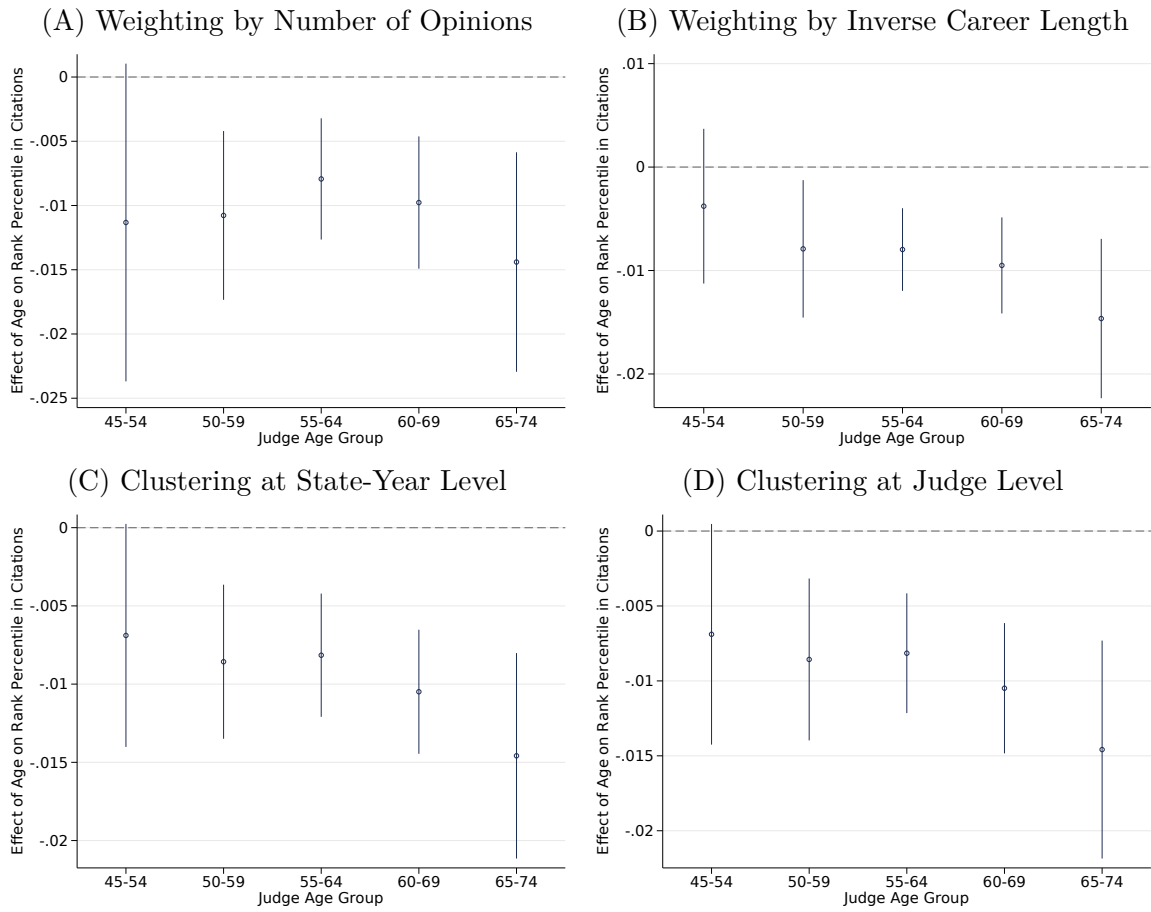 (A) Weighting by Number of Opinions
Effect of Age on Rank Percentile in Citations
0
-.005
-.01
-.015
-.02
-.025
45-54 50-59 55-64 60-69 65-74
Judge Age Group
(B) Weighting by Inverse Career Length
Effect of Age on Rank Percentile in Citations
.01
0
-.01
-.02
45-54 50-59 55-64 60-69 65-74
Judge Age Group
(C) Clustering at State-Year Level
Effect of Age on Rank Percentile in Citations
0
-.005
-.01
-.015
-.02
45-54 50-59 55-64 60-69 65-74
Judge Age Group
(D) Clustering at Judge Level
Effect of Age on Rank Percentile in Citations
0
-.005
-.01
-.015
-.02
45-54 50-59 55-64 60-69 65-74
Judge Age Group